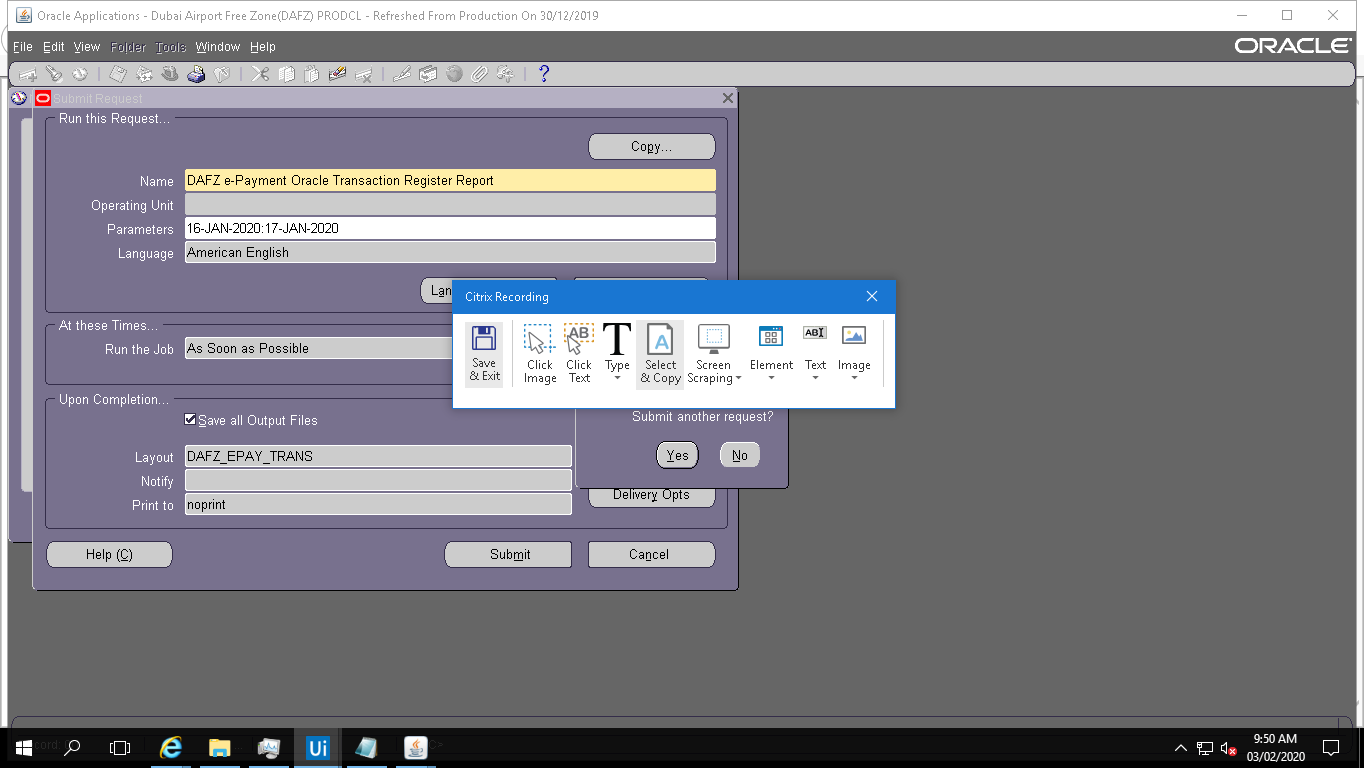 Oracle Applications - Dubai Airport Free Zone(DAFZ) PRODCL - Refreshed From Production On 30/12/2019
File Edit View Folder Tools Window Help
ORACLE
Submit Request
Run this Request...
Copy...
Name DAFZ e-Payment Oracle Transaction Register Report
Operating Unit
Parameters 16-JAN-2020:17-JAN-2020
Language American English
Lan
Citrix Recording
At these Times...
Run the Job As Soon as Possible
Save & Exit
Click Image
Click Text
Type
Select & Copy
Screen Scraping
Element
Text
Image
Upon Completion...
Save all Output Files
Submit another request?
Yes No
Layout DAFZ_EPAY_TRANS
Notify
Print to noprint
Delivery Opts
Help (C) Submit Cancel
Ui
9:50 AM
03/02/2020